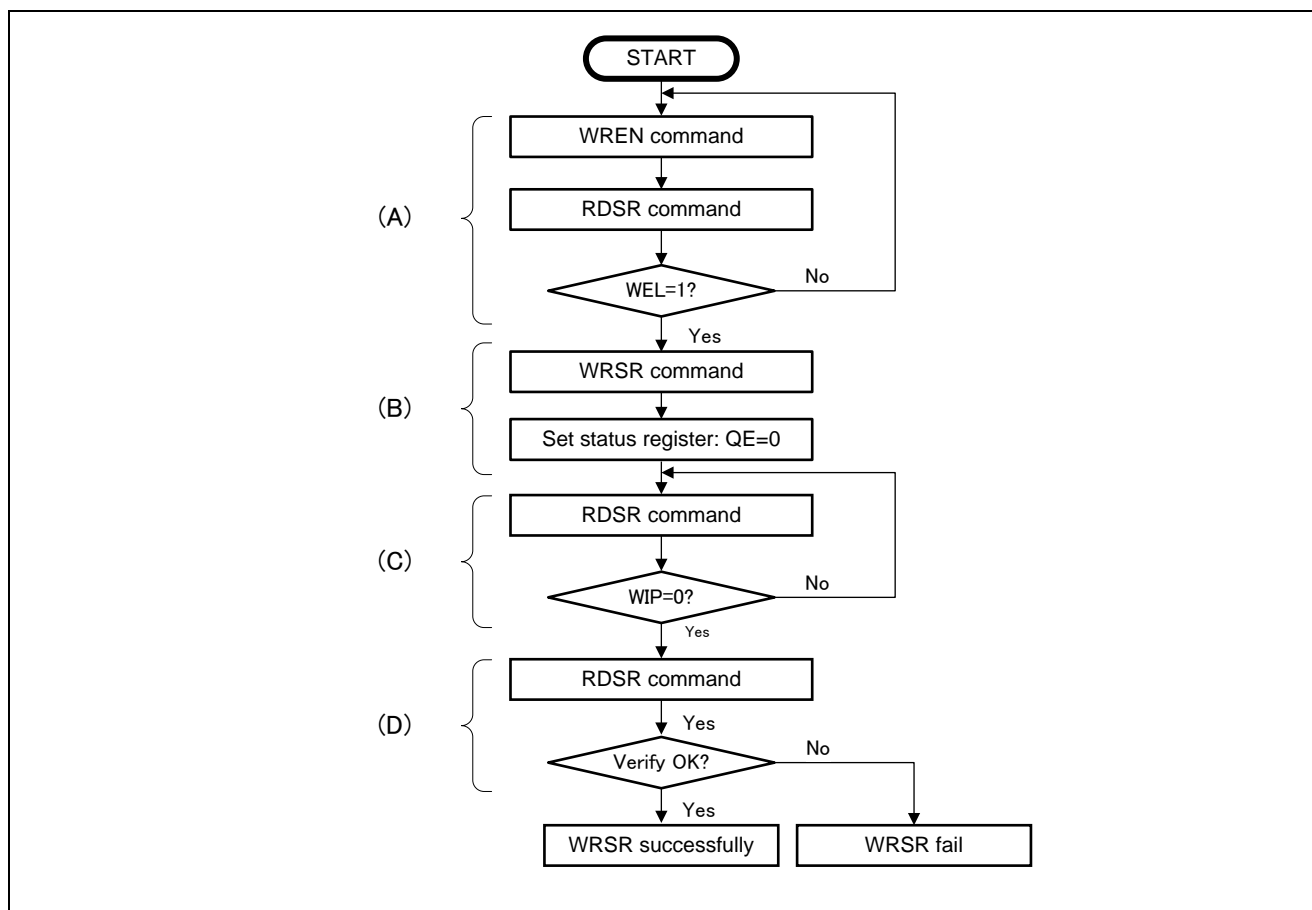 START
WREN command
(A)
RDSR command
WEL=1?
No
Yes
WRSR command
(B)
Set status register: QE=0
RDSR command
(C)
WIP=0?
No
Yes
RDSR command
(D)
Yes
Verify OK?
No
Yes
WRSR successfully
WRSR fail